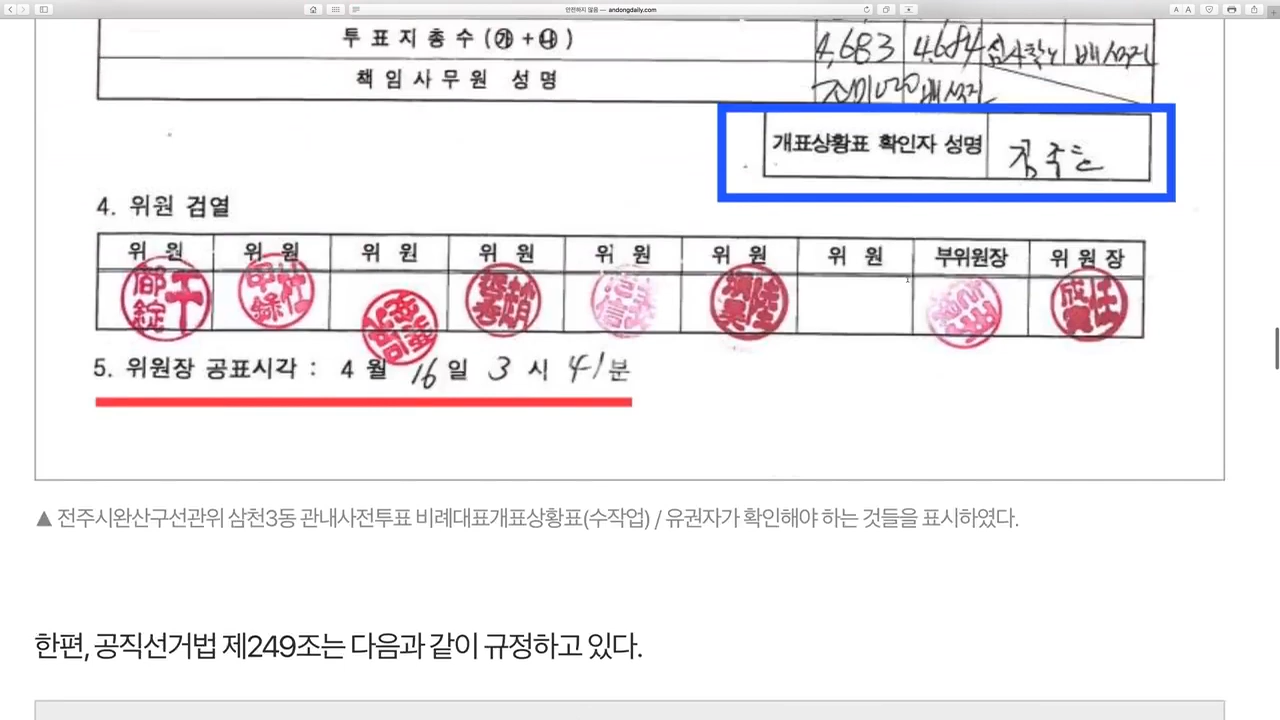 안전하지 않음 — andongdaily.com
투표지총수(㉮+㉯)
4,683 4,684
책임사무원 성명
개표상황표 확인자 성명
4. 위원 검열
위 원 위 원 위 원 위 원 위 원 위 원 위 원 부위원장 위 원 장
5. 위원장 공표시각 : 4 월 16 일 3 시 41 분
▲ 전주시완산구선관위 삼천3동 관내사전투표 비례대표개표상황표(수작업) / 유권자가 확인해야 하는 것들을 표시하였다.
한편, 공직선거법 제249조는 다음과 같이 규정하고 있다.